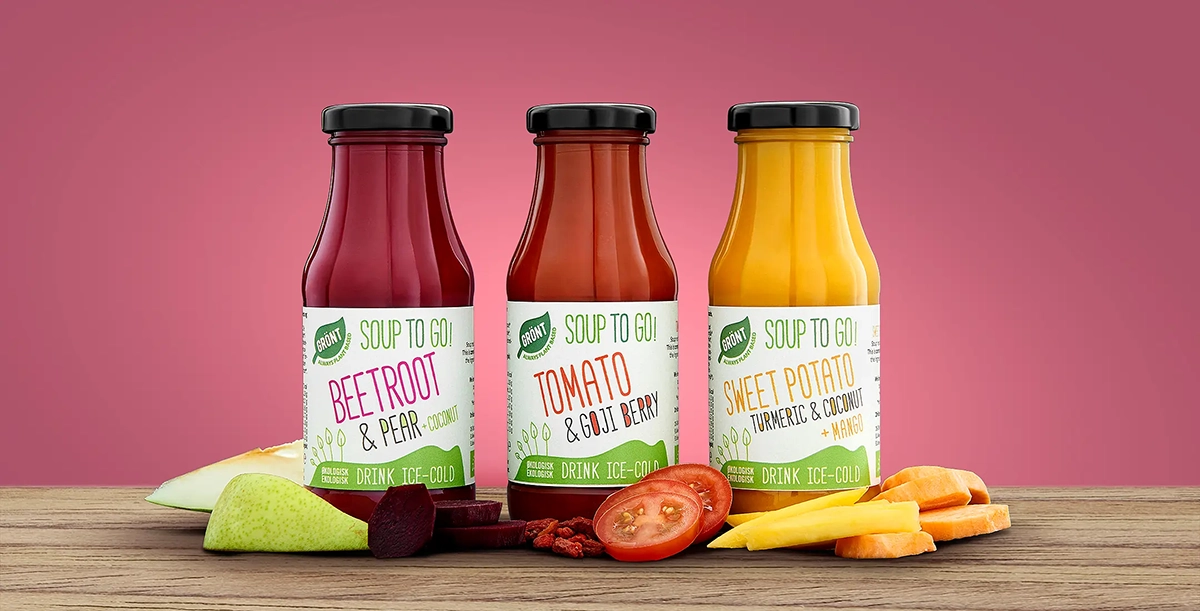 GRÖNT
ALWAYS PLANT BASED
SOUP TO GO!
BEETROOT
& PEAR + COCONUT
ØKOLOGISK
EKOLOGISK
DRINK ICE-COLD
GRÖNT
ALWAYS PLANT BASED
SOUP TO GO!
TOMATO
& GOJI BERRY
ØKOLOGISK
EKOLOGISK
DRINK ICE-COLD
GRÖNT
ALWAYS PLANT BASED
SOUP TO GO!
SWEET POTATO
TURMERIC & COCONUT
+ MANGO
ØKOLOGISK
EKOLOGISK
DRINK ICE-COLD